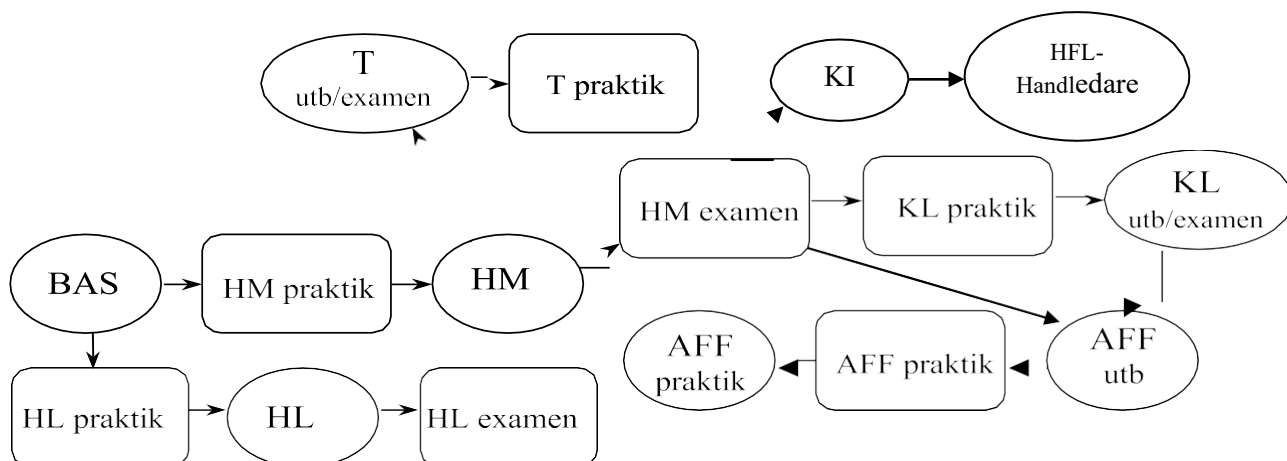 T
utb/examen
T praktik
KI
HFL-
Handledare
HM examen
KL praktik
KL
utb/examen
BAS
HM praktik
HM
AFF
praktik
AFF praktik
AFF
utb
HL praktik
HL
HL examen